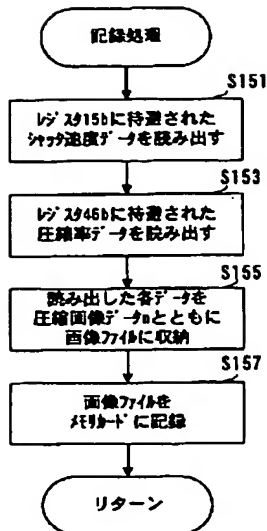 記録処理
S151
レジスタ15bに待避された
シャッタ速度データを読み出す
S153
レジスタ46bに待避された
圧縮率データを読み出す
S155
読み出した各データを
圧縮画像データnとともに
画像ファイルに収納
S157
画像ファイルを
メモリカードに記録
リターン